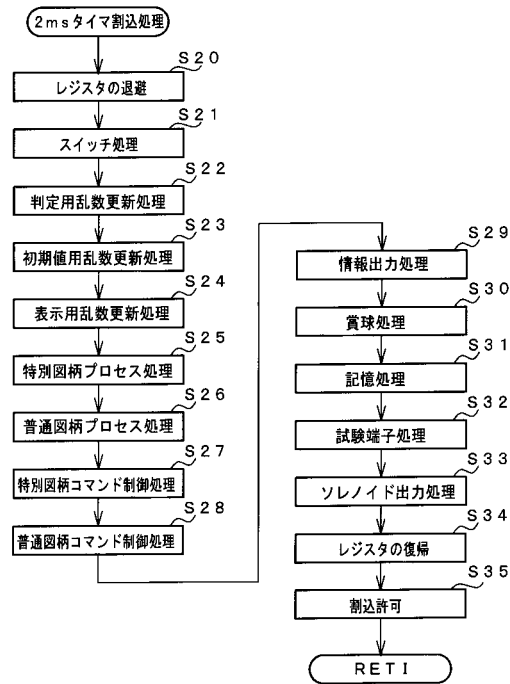 2msタイマ割込処理
S20
レジスタの退避
S21
スイッチ処理
S22
判定用乱数更新処理
S23
初期値用乱数更新処理
S24
表示用乱数更新処理
S25
特別図柄プロセス処理
S26
普通図柄プロセス処理
S27
特別図柄コマンド制御処理
S28
普通図柄コマンド制御処理
S29
情報出力処理
S30
賞球処理
S31
記憶処理
S32
試験端子処理
S33
ソレノイド出力処理
S34
レジスタの復帰
S35
割込許可
RETI